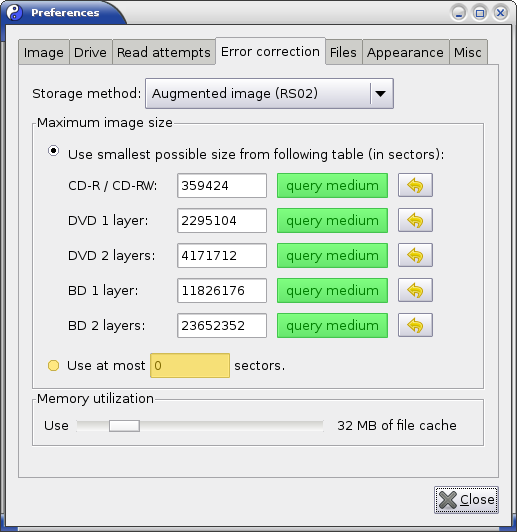 Preferences
Image Drive Read attempts Error correction Files Appearance Misc
Storage method: Augmented image (RS02)
Maximum image size
Use smallest possible size from following table (in sectors):
CD-R / CD-RW: 359424 query medium
DVD 1 layer: 2295104 query medium
DVD 2 layers: 4171712 query medium
BD 1 layer: 11826176 query medium
BD 2 layers: 23652352 query medium
Use at most 0 sectors.
Memory utilization
Use 32 MB of file cache
Close